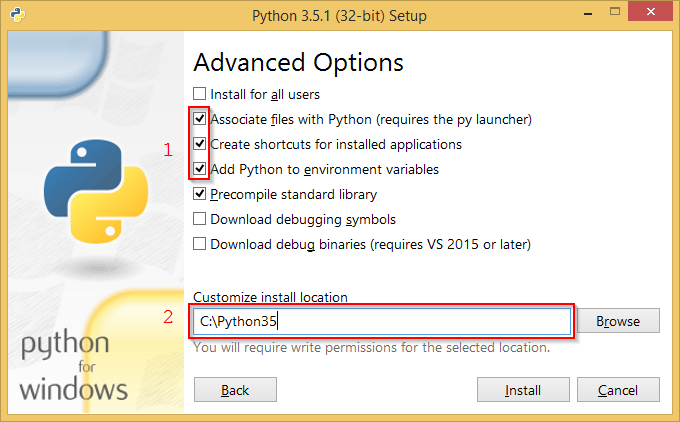 Python 3.5.1 (32-bit) Setup
Advanced Options
Install for all users
Associate files with Python (requires the py launcher)
1 Create shortcuts for installed applications
Add Python to environment variables
Precompile standard library
Download debugging symbols
Download debug binaries (requires VS 2015 or later)
Customize install location
2 C:\Python35 Browse
You will require write permissions for the selected location.
python
for
windows
Back Install Cancel